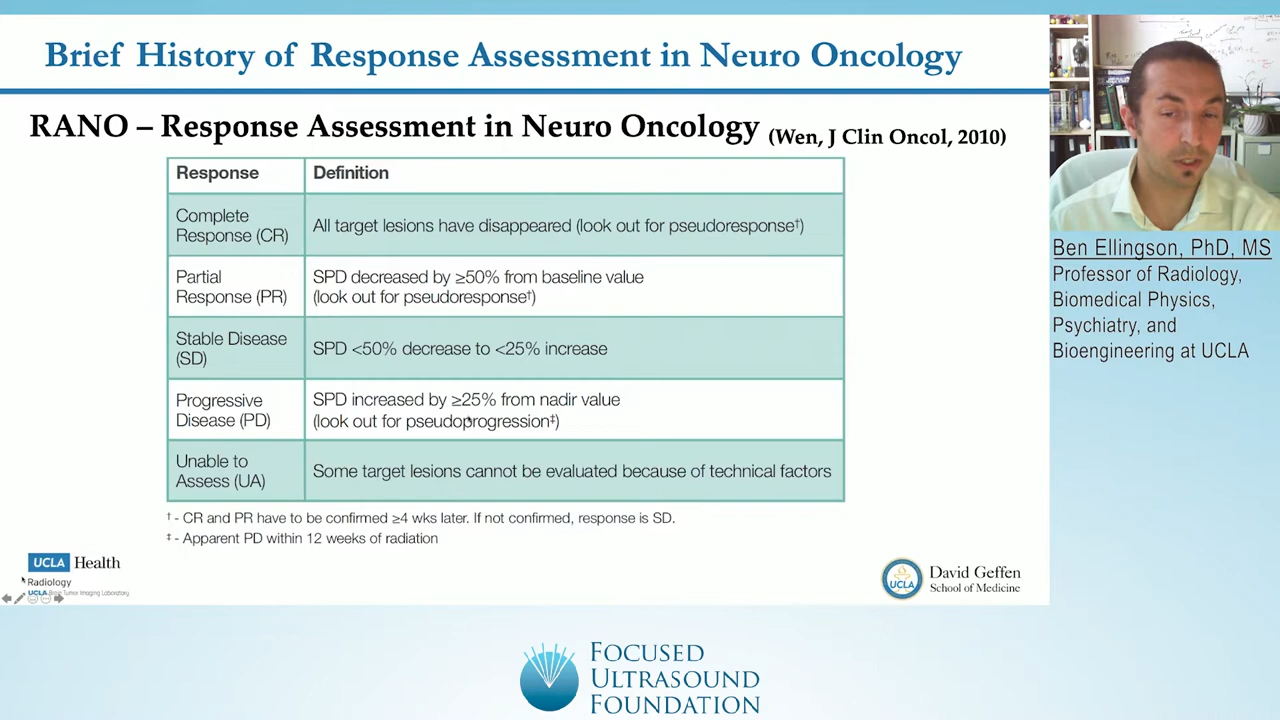 Brief History of Response Assessment in Neuro Oncology
RANO – Response Assessment in Neuro Oncology (Wen, J Clin Oncol, 2010)
Response
Definition
Complete
Response (CR)
All target lesions have disappeared (look out for pseudoresponse†)
Partial
Response (PR)
SPD decreased by ≥50% from baseline value
(look out for pseudoresponse†)
Stable Disease
(SD)
SPD <50% decrease to <25% increase
Progressive
Disease (PD)
SPD increased by ≥25% from nadir value
(look out for pseudoprogression‡)
Unable to
Assess (UA)
Some target lesions cannot be evaluated because of technical factors
† - CR and PR have to be confirmed ≥4 wks later. If not confirmed, response is SD.
‡ - Apparent PD within 12 weeks of radiation
UCLA Health
Radiology
UCLA Brain Tumor Imaging Laboratory
UCLA
David Geffen
School of Medicine
Ben Ellingson, PhD, MS
Professor of Radiology,
Biomedical Physics,
Psychiatry, and
Bioengineering at UCLA
FOCUSED
ULTRASOUND
FOUNDATION